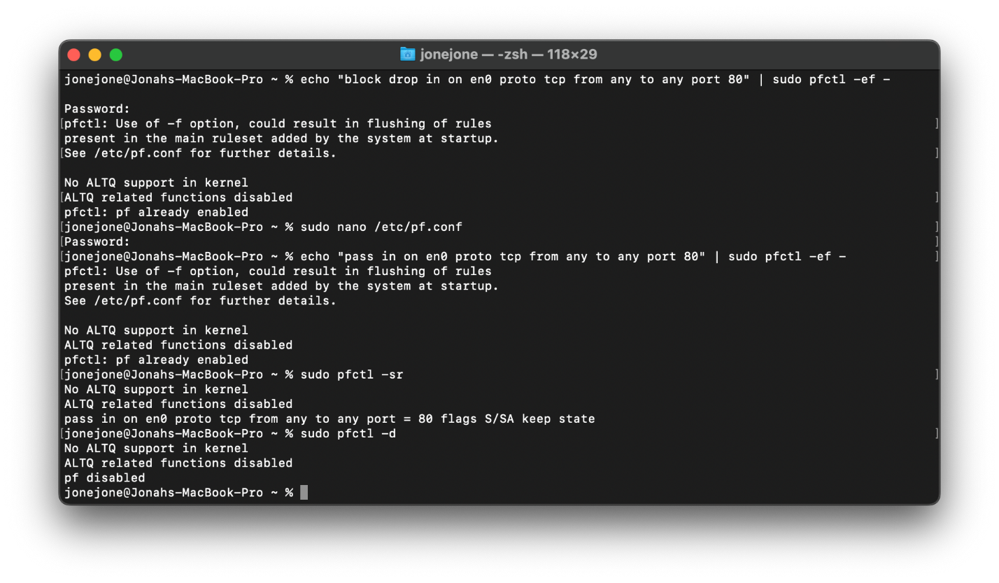 jonejone — -zsh — 118×29
jonejone@Jonahs-MacBook-Pro ~ % echo "block drop in on en0 proto tcp from any to any port 80" | sudo pfctl -ef -
Password:
[pfctl: Use of -f option, could result in flushing of rules ]
present in the main ruleset added by the system at startup.
[See /etc/pf.conf for further details. ]
No ALTQ support in kernel
[ALTQ related functions disabled ]
pfctl: pf already enabled
[jonejone@Jonahs-MacBook-Pro ~ % sudo nano /etc/pf.conf ]
[Password: ]
[jonejone@Jonahs-MacBook-Pro ~ % echo "pass in on en0 proto tcp from any to any port 80" | sudo pfctl -ef - ]
pfctl: Use of -f option, could result in flushing of rules
present in the main ruleset added by the system at startup.
See /etc/pf.conf for further details.
No ALTQ support in kernel
ALTQ related functions disabled
pfctl: pf already enabled
[jonejone@Jonahs-MacBook-Pro ~ % sudo pfctl -sr ]
No ALTQ support in kernel
ALTQ related functions disabled
pass in on en0 proto tcp from any to any port = 80 flags S/SA keep state
[jonejone@Jonahs-MacBook-Pro ~ % sudo pfctl -d ]
No ALTQ support in kernel
ALTQ related functions disabled
pf disabled
jonejone@Jonahs-MacBook-Pro ~ %